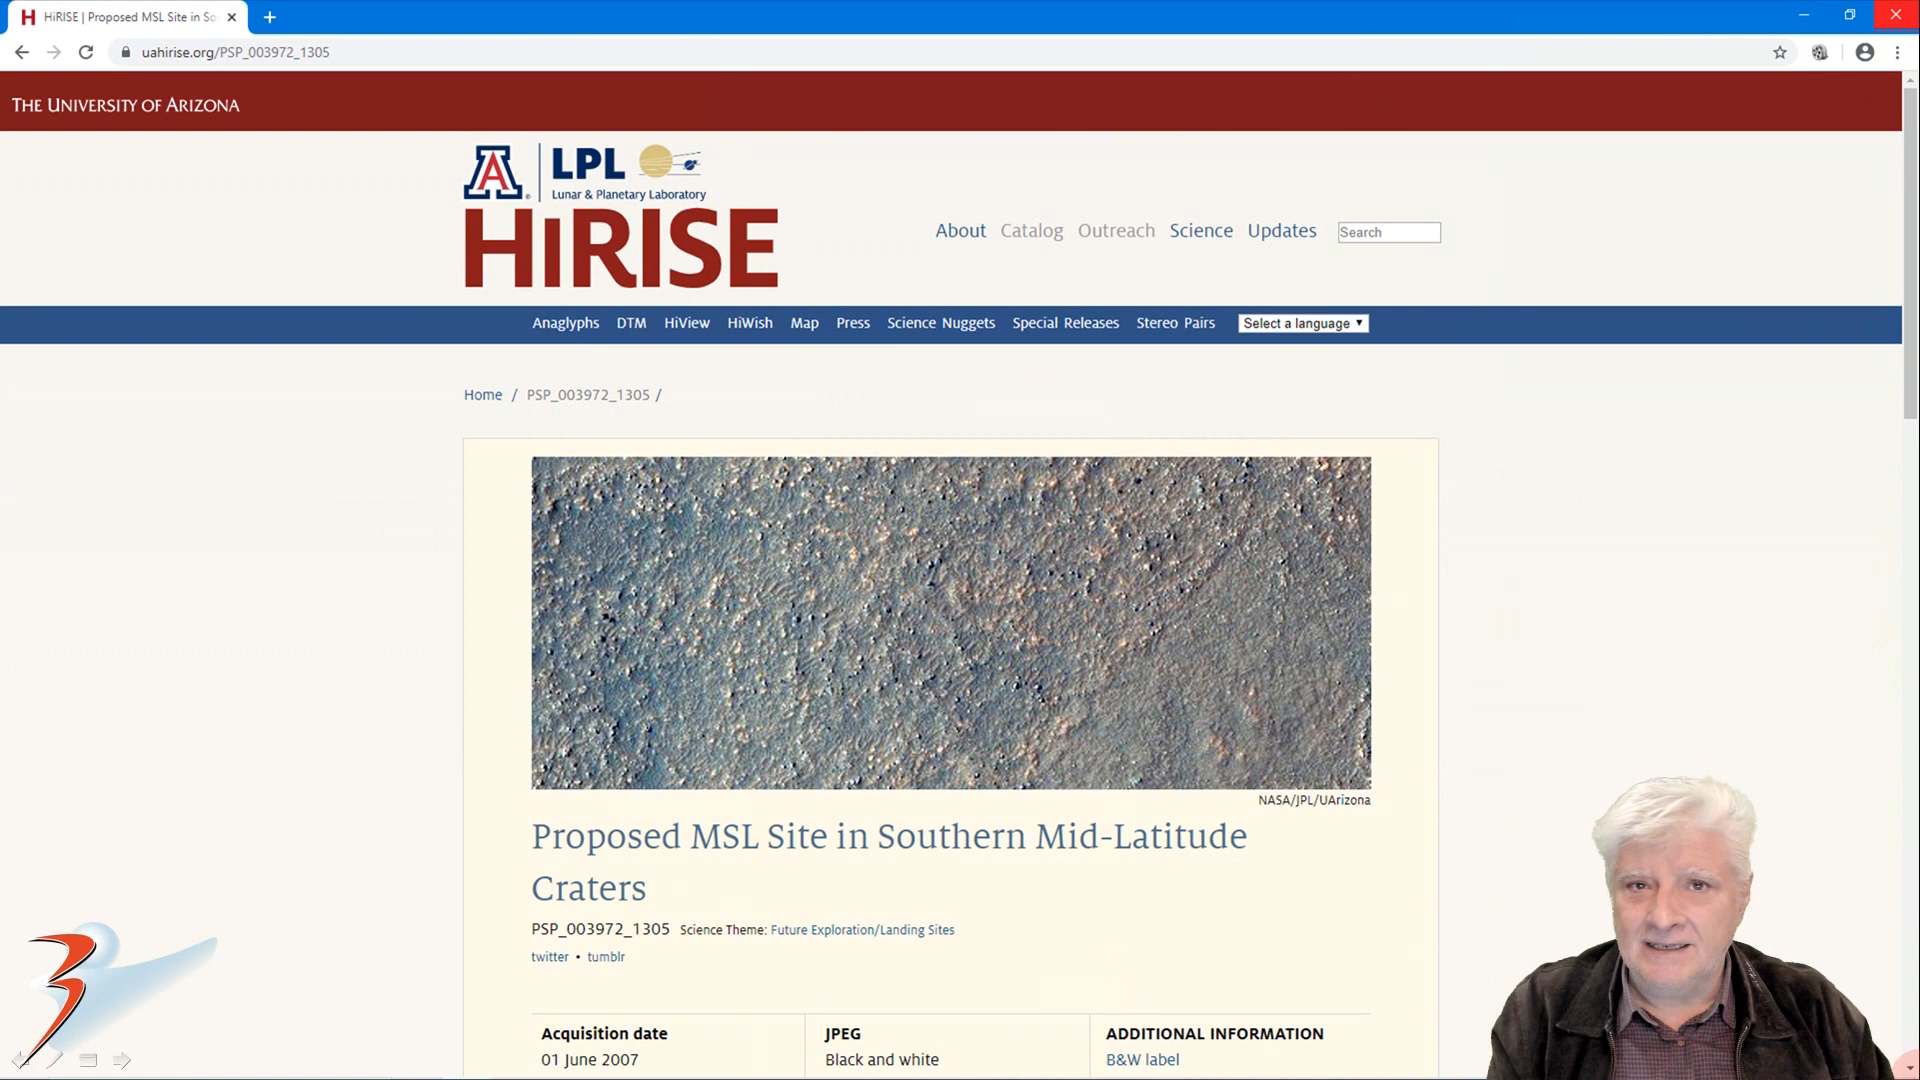 HiRISE | Proposed MSL Site in So
uahirise.org/PSP_003972_1305
THE UNIVERSITY OF ARIZONA
A LPL
Lunar & Planetary Laboratory
HiRISE
About Catalog Outreach Science Updates Search
Anaglyphs DTM HiView HiWish Map Press Science Nuggets Special Releases Stereo Pairs Select a language
Home / PSP_003972_1305 /
NASA/JPL/UArizona
Proposed MSL Site in Southern Mid-Latitude
Craters
PSP_003972_1305 Science Theme: Future Exploration/Landing Sites
twitter • tumblr
Acquisition date JPEG ADDITIONAL INFORMATION
01 June 2007 Black and white B&W label